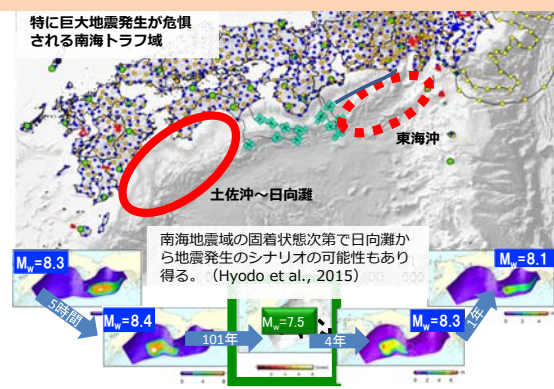 特に巨大地震発生が危惧
される南海トラフ域
東海沖
土佐沖～日向灘
南海地震域の固着状態次第で日向灘か
ら地震発生のシナリオの可能性もあり
得る。（Hyodo et al., 2015）
Mw=8.3
5時間
Mw=8.4
101年
Mw=7.5
4年
Mw=8.3
1年
Mw=8.1